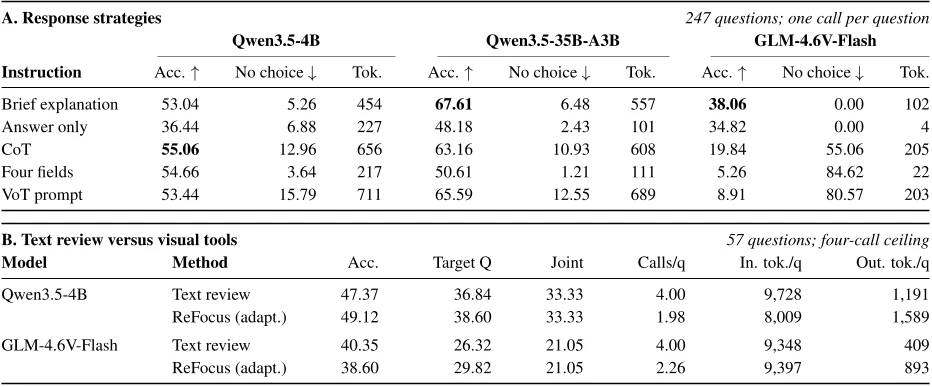 A. Response strategies 247 questions; one call per question
Qwen3.5-4B Qwen3.5-35B-A3B GLM-4.6V-Flash
Instruction Acc. ↑ No choice ↓ Tok. Acc. ↑ No choice ↓ Tok. Acc. ↑ No choice ↓ Tok.
Brief explanation 53.04 5.26 454 67.61 6.48 557 38.06 0.00 102
Answer only 36.44 6.88 227 48.18 2.43 101 34.82 0.00 4
CoT 55.06 12.96 656 63.16 10.93 608 19.84 55.06 205
Four fields 54.66 3.64 217 50.61 1.21 111 5.26 84.62 22
VoT prompt 53.44 15.79 711 65.59 12.55 689 8.91 80.57 203
B. Text review versus visual tools 57 questions; four-call ceiling
Model Method Acc. Target Q Joint Calls/q In. tok./q Out. tok./q
Qwen3.5-4B Text review 47.37 36.84 33.33 4.00 9,728 1,191
ReFocus (adapt.) 49.12 38.60 33.33 1.98 8,009 1,589
GLM-4.6V-Flash Text review 40.35 26.32 21.05 4.00 9,348 409
ReFocus (adapt.) 38.60 29.82 21.05 2.26 9,397 893